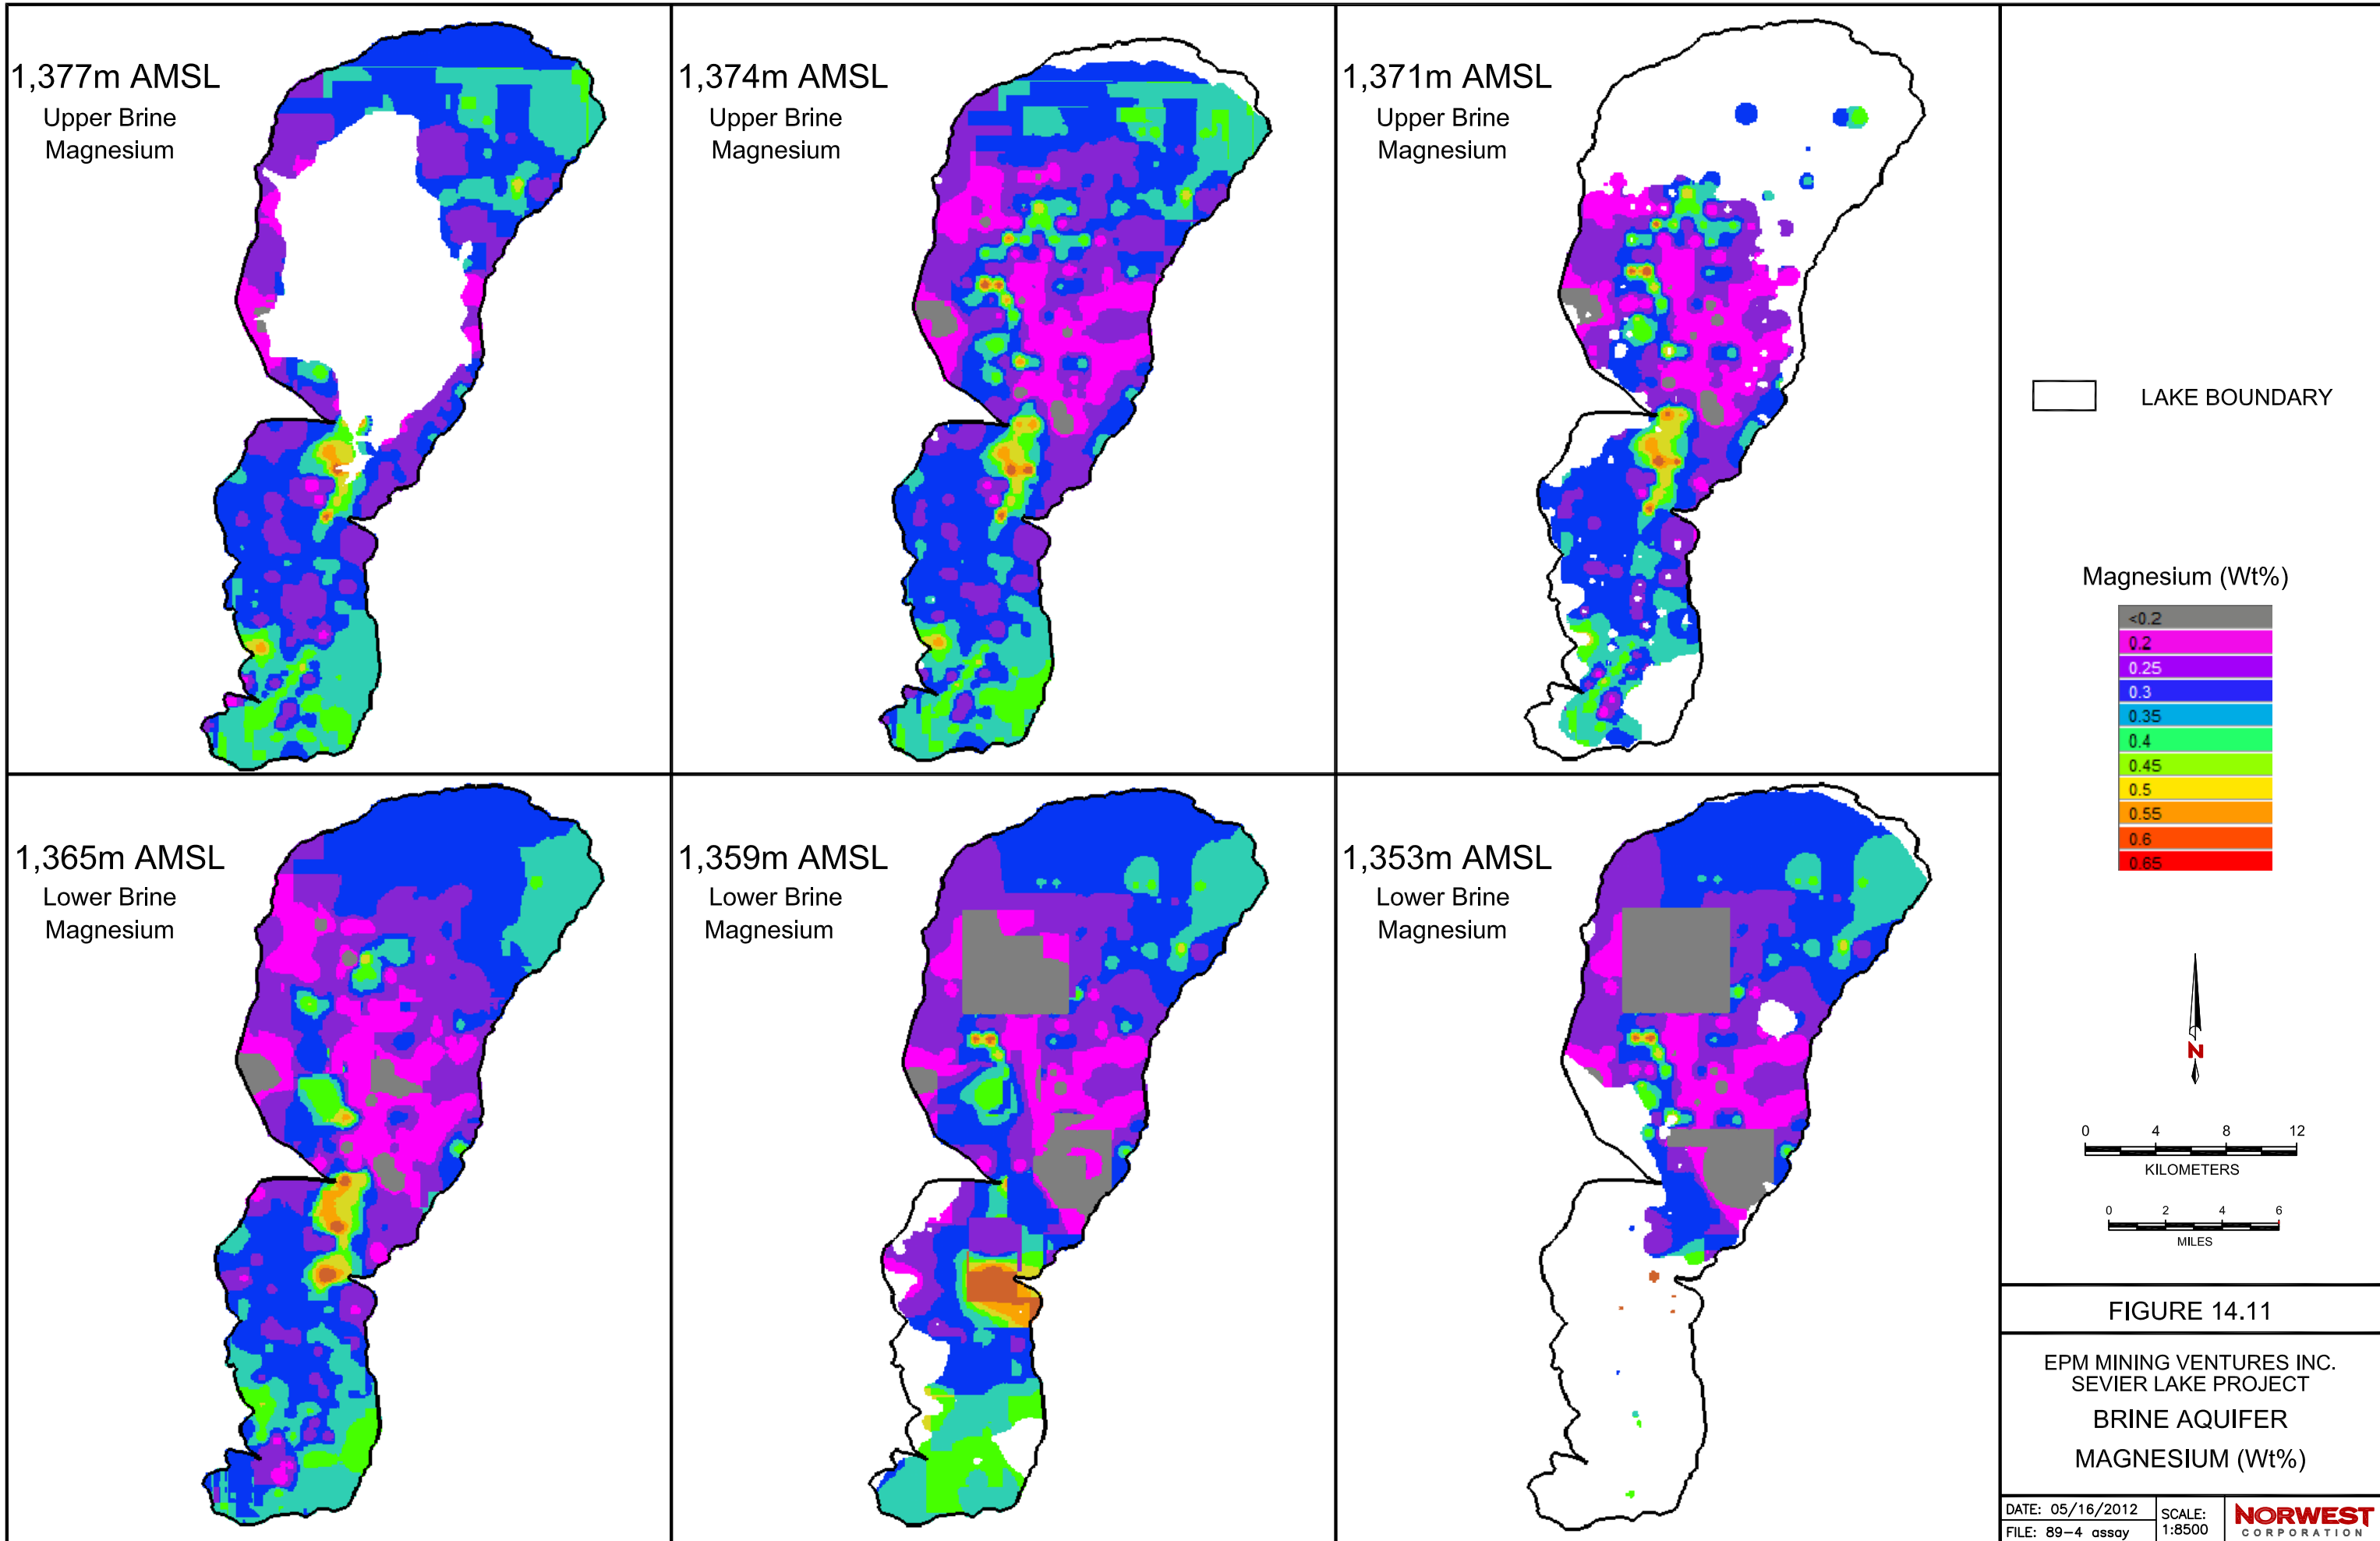 1,377m AMSL
Upper Brine
Magnesium
1,374m AMSL
Upper Brine
Magnesium
1,371m AMSL
Upper Brine
Magnesium
1,365m AMSL
Lower Brine
Magnesium
1,359m AMSL
Lower Brine
Magnesium
1,353m AMSL
Lower Brine
Magnesium
LAKE BOUNDARY
Magnesium (Wt%)
<0.2
0.2
0.25
0.3
0.35
0.4
0.45
0.5
0.55
0.6
0.65
N
0 4 8 12
KILOMETERS
0 2 4 6
MILES
FIGURE 14.11
EPM MINING VENTURES INC.
SEVIER LAKE PROJECT
BRINE AQUIFER
MAGNESIUM (Wt%)
DATE: 05/16/2012
FILE: 89-4 assay
SCALE:
1:8500
NORWEST
CORPORATION